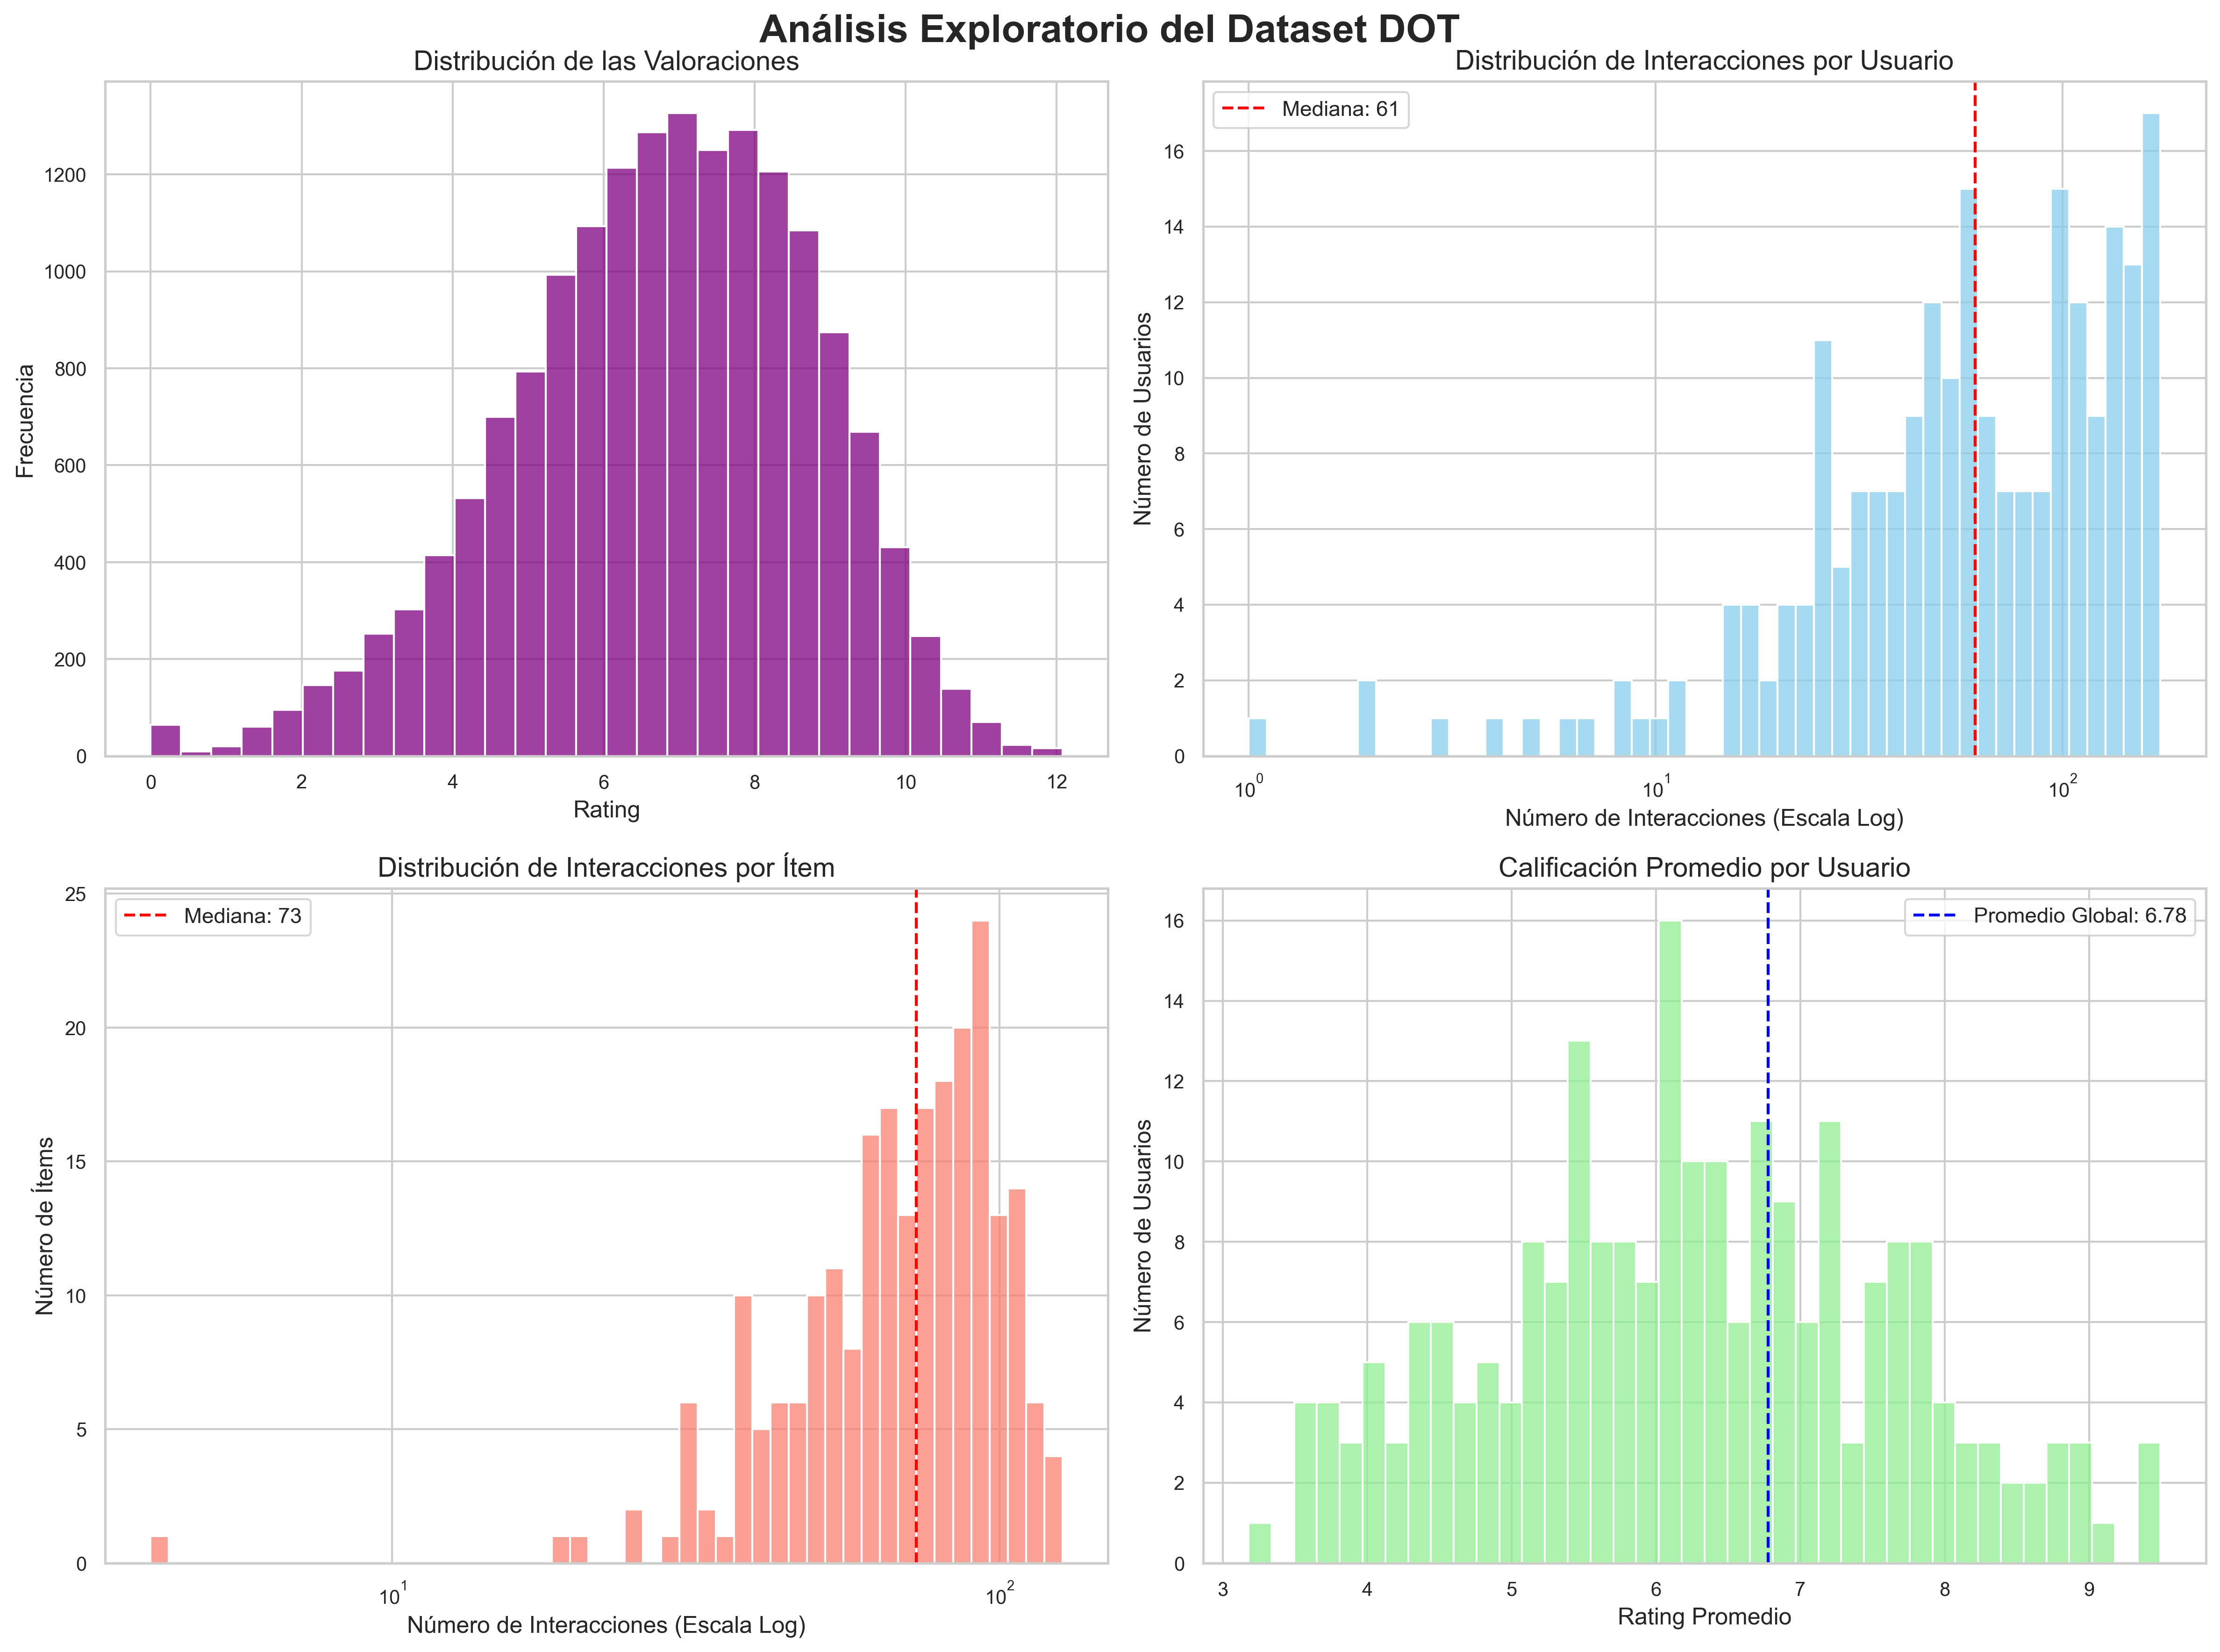 Análisis Exploratorio del Dataset DOT
Distribución de las Valoraciones
Frecuencia
1200
1000
800
600
400
200
0
0 2 4 6 8 10 12
Rating
Distribución de Interacciones por Usuario
Mediana: 61
Número de Usuarios
16
14
12
10
8
6
4
2
0
10^0 10^1 10^2
Número de Interacciones (Escala Log)
Distribución de Interacciones por Ítem
Mediana: 73
Número de Ítems
25
20
15
10
5
0
10^1 10^2
Número de Interacciones (Escala Log)
Calificación Promedio por Usuario
Promedio Global: 6.78
Número de Usuarios
16
14
12
10
8
6
4
2
0
3 4 5 6 7 8 9
Rating Promedio